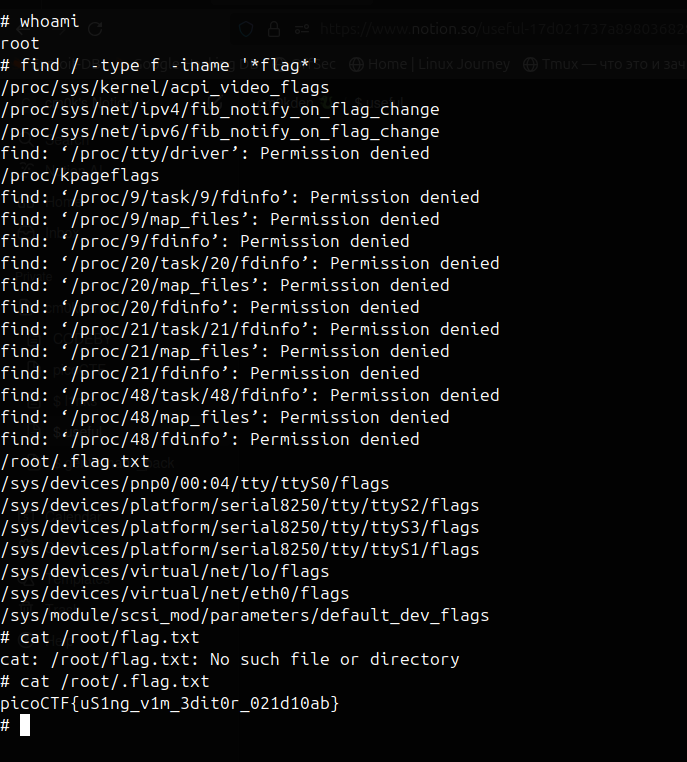 # whoami
root
# find / -type f -iname '*flag*'
/proc/sys/kernel/acpi_video_flags
/proc/sys/net/ipv4/fib_notify_on_flag_change
/proc/sys/net/ipv6/fib_notify_on_flag_change
find: ‘/proc/tty/driver’: Permission denied
/proc/kpageflags
find: ‘/proc/9/task/9/fdinfo’: Permission denied
find: ‘/proc/9/map_files’: Permission denied
find: ‘/proc/9/fdinfo’: Permission denied
find: ‘/proc/20/task/20/fdinfo’: Permission denied
find: ‘/proc/20/map_files’: Permission denied
find: ‘/proc/20/fdinfo’: Permission denied
find: ‘/proc/21/task/21/fdinfo’: Permission denied
find: ‘/proc/21/map_files’: Permission denied
find: ‘/proc/21/fdinfo’: Permission denied
find: ‘/proc/48/task/48/fdinfo’: Permission denied
find: ‘/proc/48/map_files’: Permission denied
find: ‘/proc/48/fdinfo’: Permission denied
/root/.flag.txt
/sys/devices/pnp0/00:04/tty/ttyS0/flags
/sys/devices/platform/serial8250/tty/ttyS2/flags
/sys/devices/platform/serial8250/tty/ttyS3/flags
/sys/devices/platform/serial8250/tty/ttyS1/flags
/sys/devices/virtual/net/lo/flags
/sys/devices/virtual/net/eth0/flags
/sys/module/scsi_mod/parameters/default_dev_flags
# cat /root/flag.txt
cat: /root/flag.txt: No such file or directory
# cat /root/.flag.txt
picoCTF{uS1ng_v1m_3dit0r_021d10ab}
#
Home | Linux Journey
Tmux — что это и зач